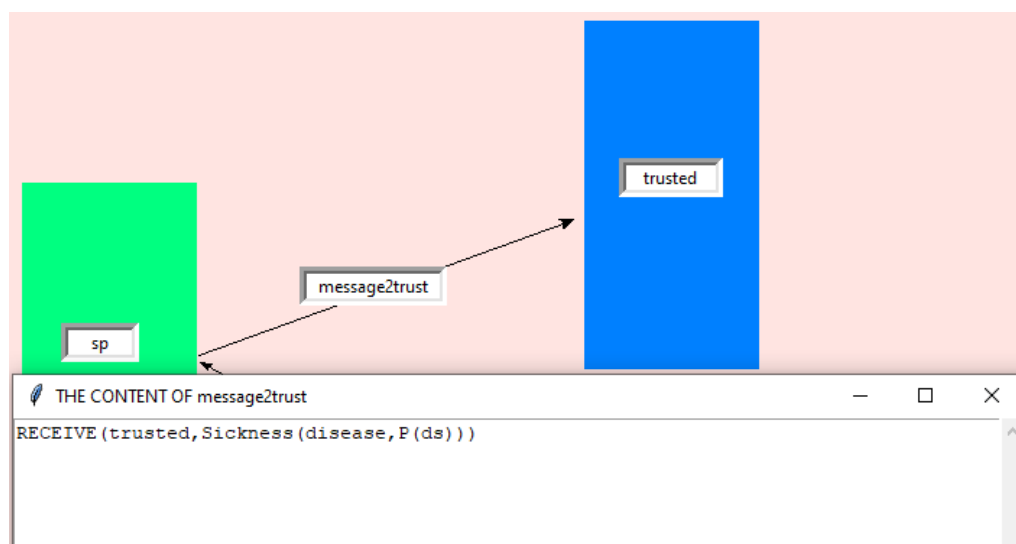 trusted
message2trust
sp
THE CONTENT OF message2trust
RECEIVE(trusted,Sickness(disease,P(ds)))